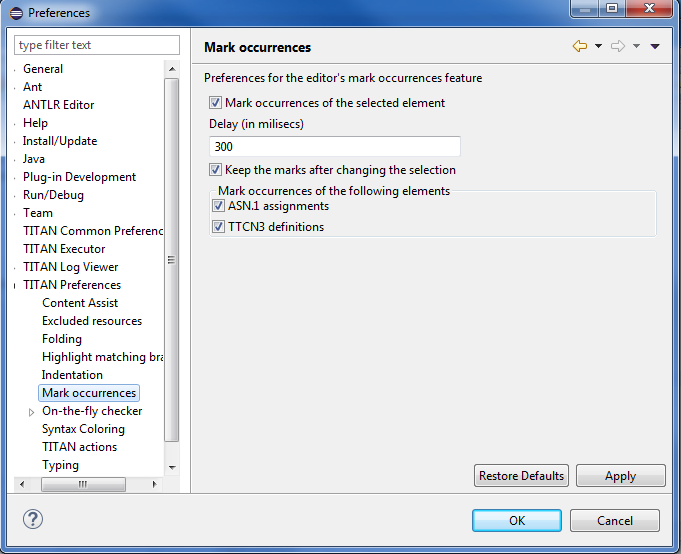 Preferences
type filter text
General
Ant
ANTLR Editor
Help
Install/Update
Java
Plug-in Development
Run/Debug
Team
TITAN Common Preferenc
TITAN Executor
TITAN Log Viewer
TITAN Preferences
Content Assist
Excluded resources
Folding
Highlight matching bra
Indentation
Mark occurrences
On-the-fly checker
Syntax Coloring
TITAN actions
Typing
Mark occurrences
Preferences for the editor's mark occurrences feature
Mark occurrences of the selected element
Delay (in milisecs)
300
Keep the marks after changing the selection
Mark occurrences of the following elements
ASN.1 assignments
TTCN3 definitions
Restore Defaults
Apply
?
OK
Cancel